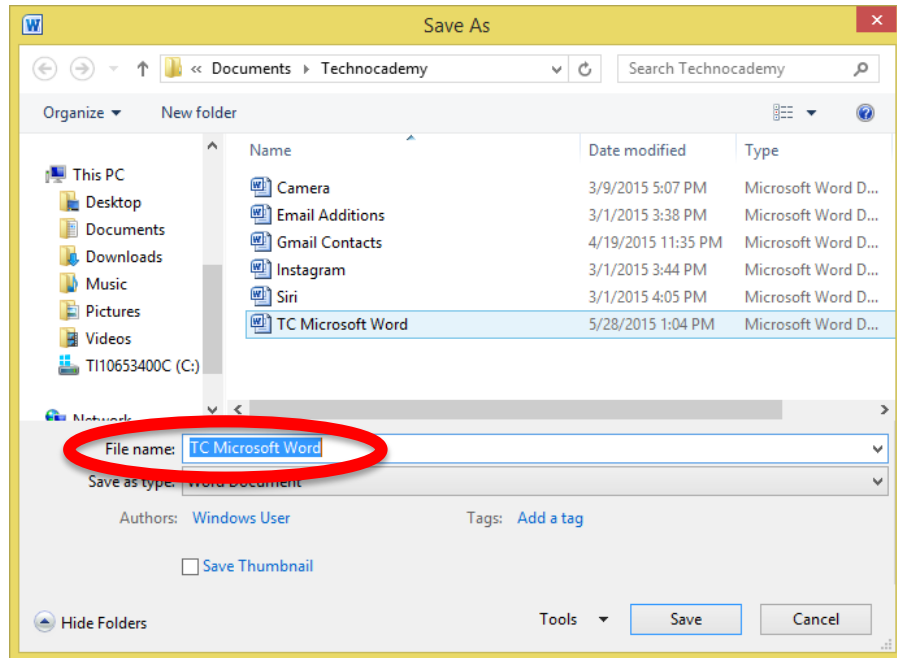 Save As
« Documents Technocademy Search Technocademy
Organize New folder
Name Date modified Type
This PC
Desktop
Documents
Downloads
Music
Pictures
Videos
TI10653400C (C:)
Network
Camera 3/9/2015 5:07 PM Microsoft Word D...
Email Additions 3/1/2015 3:38 PM Microsoft Word D...
Gmail Contacts 4/19/2015 11:35 PM Microsoft Word D...
Instagram 3/1/2015 3:44 PM Microsoft Word D...
Siri 3/1/2015 4:05 PM Microsoft Word D...
TC Microsoft Word 5/28/2015 1:04 PM Microsoft Word D...
File name: TC Microsoft Word
Save as type: Word Document
Authors: Windows User Tags: Add a tag
Save Thumbnail
Hide Folders Tools Save Cancel